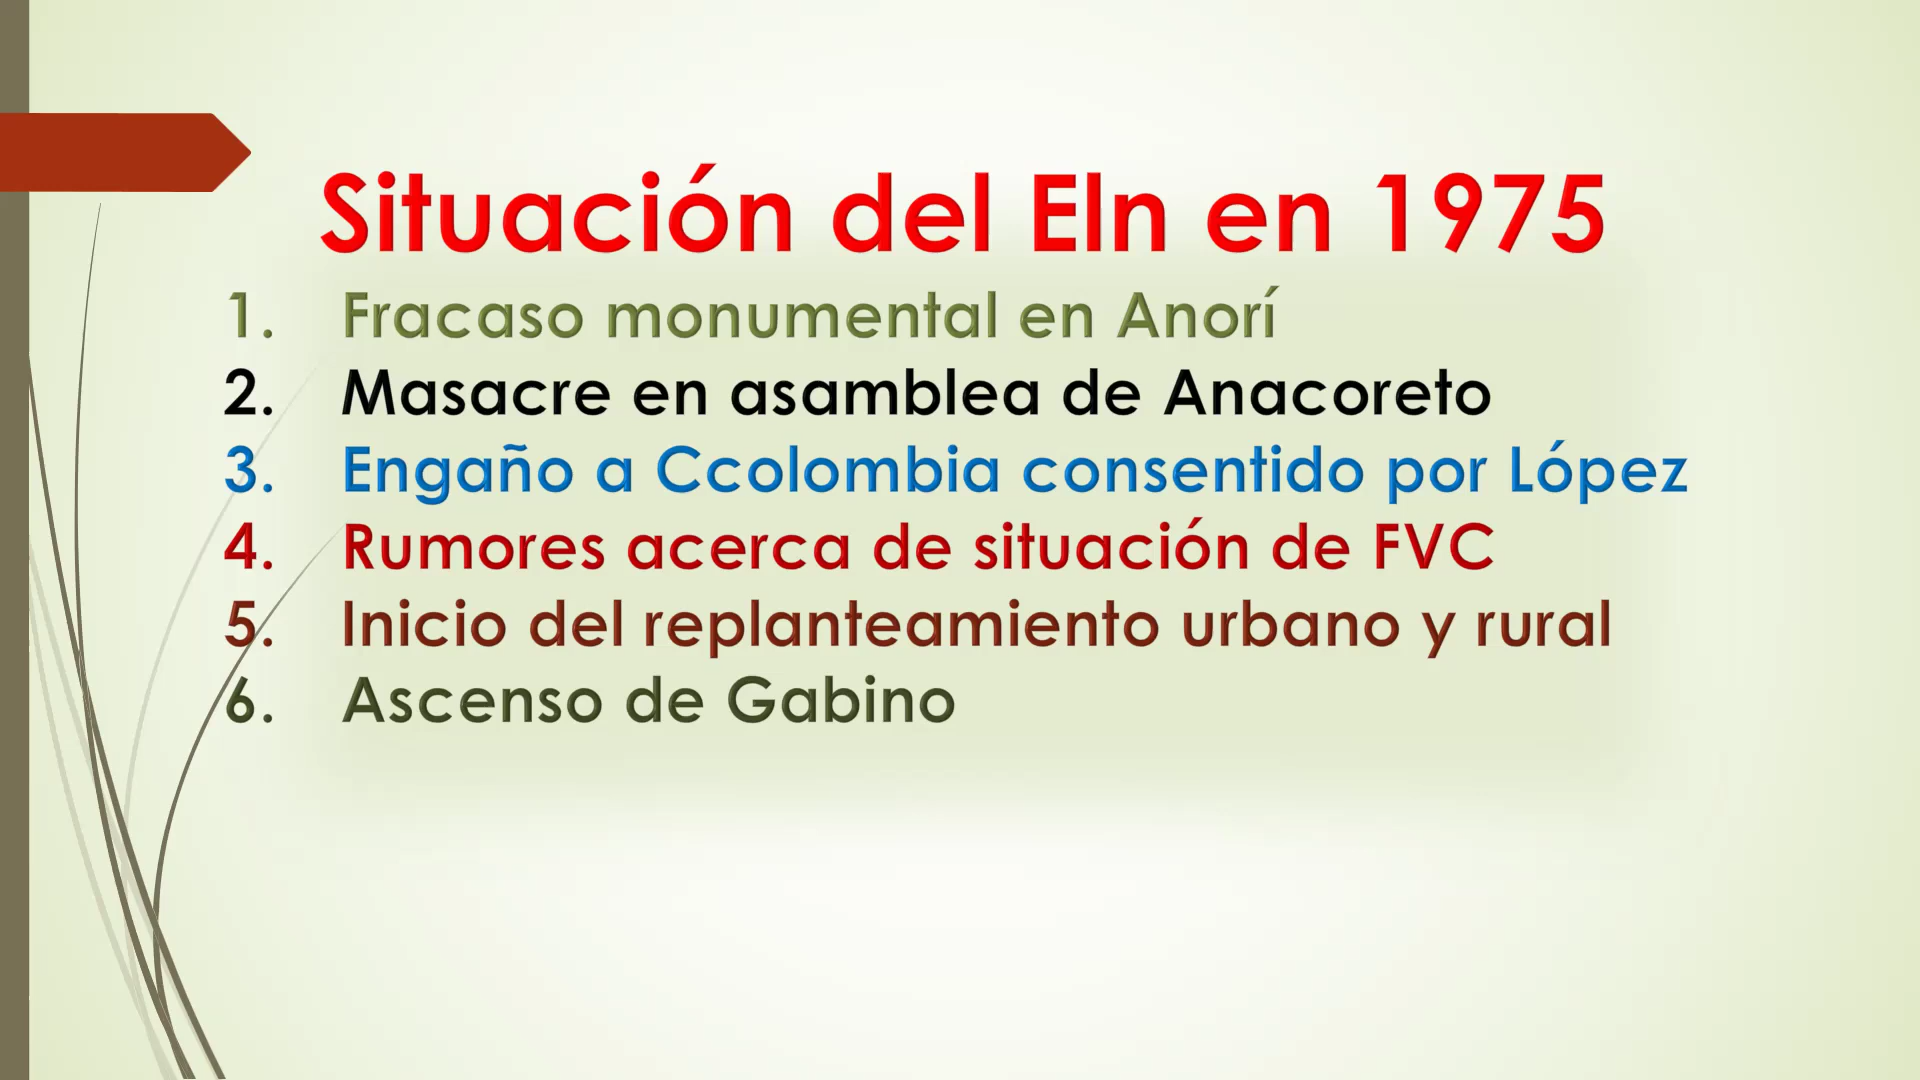 Situación del Eln en 1975
1. Fracaso monumental en Anorí
2. Masacre en asamblea de Anacoreto
3. Engaño a Ccolombia consentido por López
4. Rumores acerca de situación de FVC
5. Inicio del replanteamiento urbano y rural
6. Ascenso de Gabino